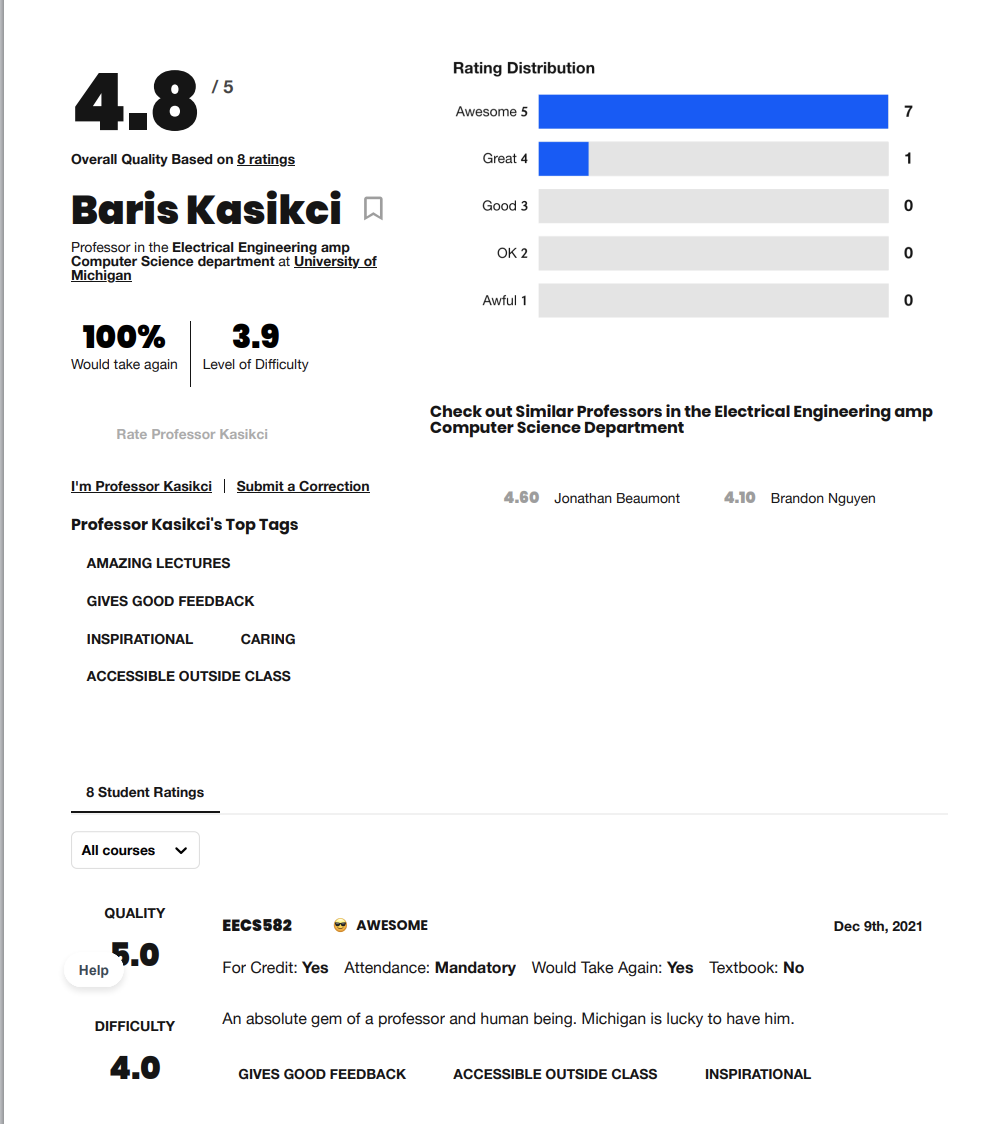 4.8 / 5
Overall Quality Based on 8 ratings
Baris Kasikci
Professor in the Electrical Engineering amp
Computer Science department at University of
Michigan
100%
Would take again
3.9
Level of Difficulty
Rate Professor Kasikci
I'm Professor Kasikci | Submit a Correction
Professor Kasikci's Top Tags
AMAZING LECTURES
GIVES GOOD FEEDBACK
INSPIRATIONAL CARING
ACCESSIBLE OUTSIDE CLASS
Rating Distribution
Awesome 5 7
Great 4 1
Good 3 0
OK 2 0
Awful 1 0
Check out Similar Professors in the Electrical Engineering amp
Computer Science Department
4.60 Jonathan Beaumont 4.10 Brandon Nguyen
8 Student Ratings
All courses
QUALITY
5.0
Help
DIFFICULTY
4.0
EECS582 😎 AWESOME Dec 9th, 2021
For Credit: Yes Attendance: Mandatory Would Take Again: Yes Textbook: No
An absolute gem of a professor and human being. Michigan is lucky to have him.
GIVES GOOD FEEDBACK ACCESSIBLE OUTSIDE CLASS INSPIRATIONAL